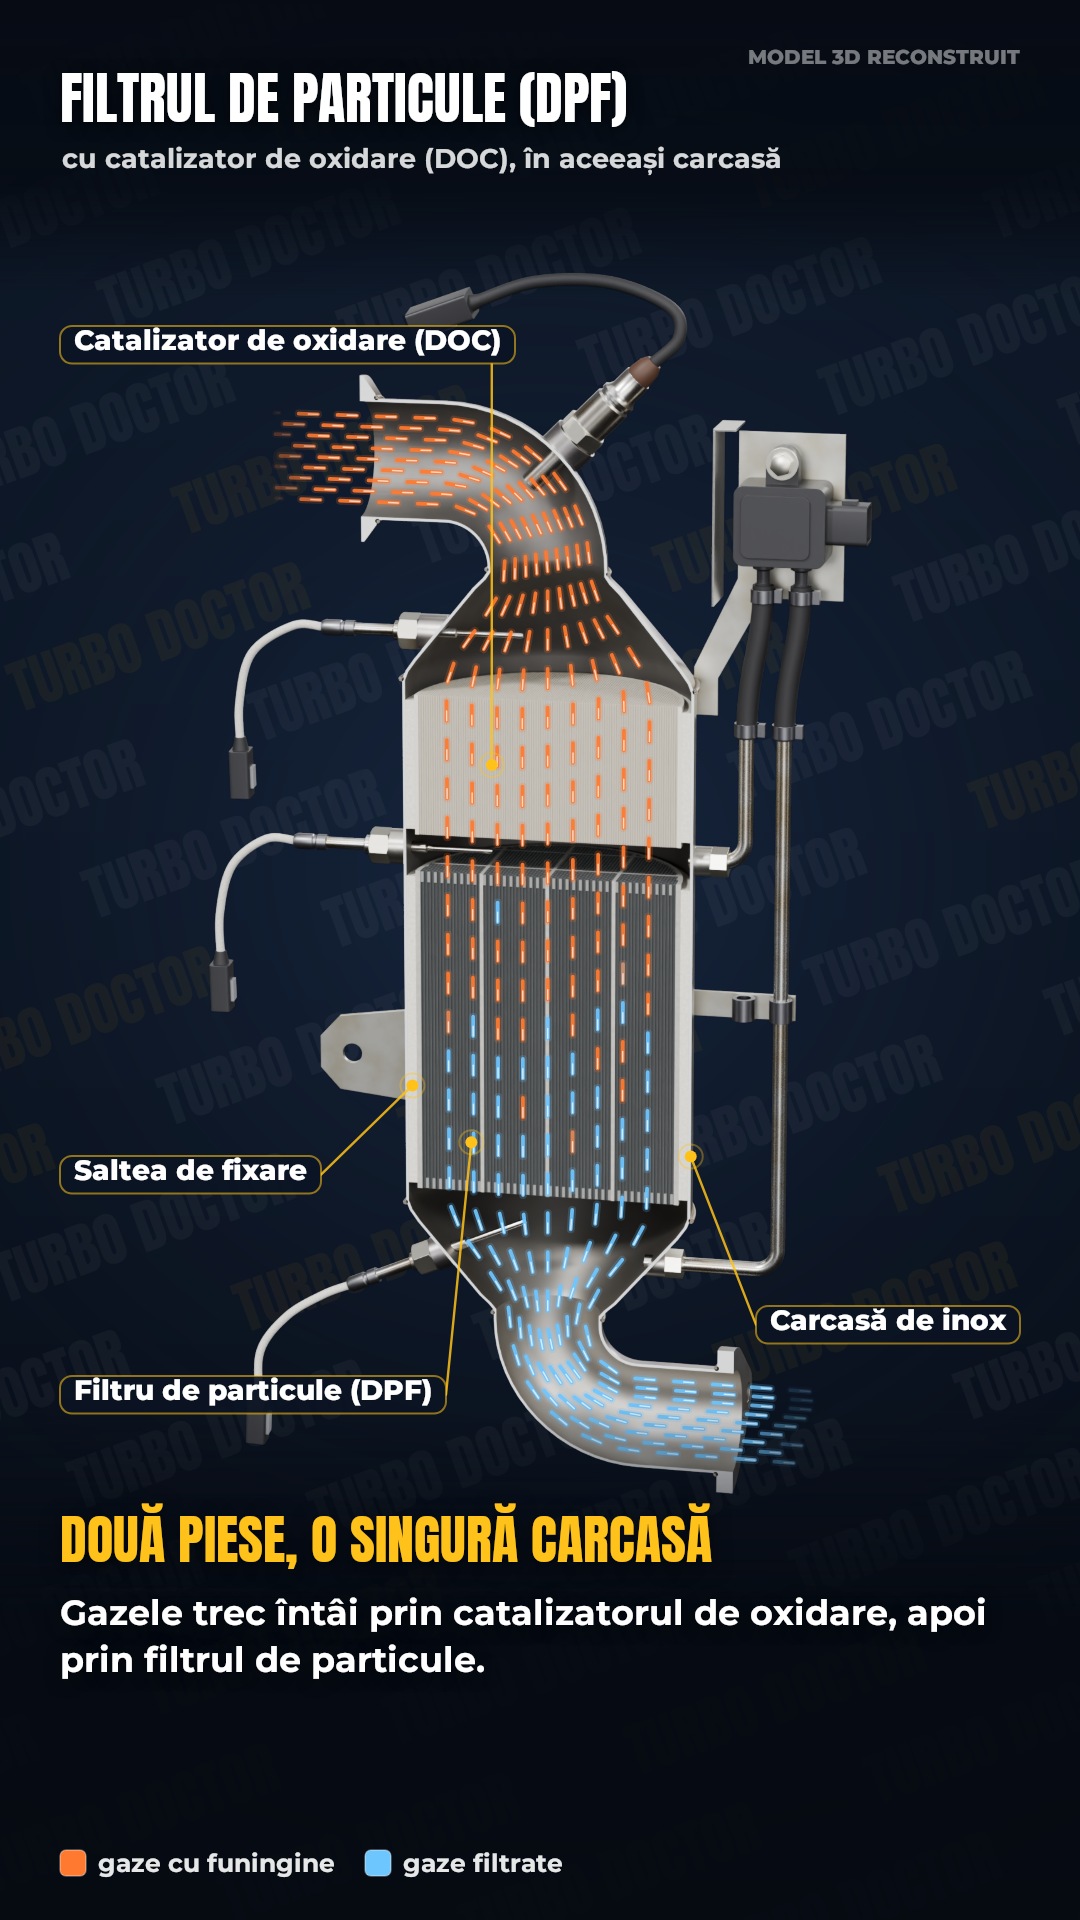 MODEL 3D RECONSTRUIT
FILTRUL DE PARTICULE (DPF)
cu catalizator de oxidare (DOC), în aceeași carcasă
Catalizator de oxidare (DOC)
Saltea de fixare
Carcasă de inox
Filtru de particule (DPF)
DOUĂ PIESE, O SINGURĂ CARCASĂ
Gazele trec întâi prin catalizatorul de oxidare, apoi
prin filtrul de particule.
gaze cu funingine
gaze filtrate
TURBO DOCTOR